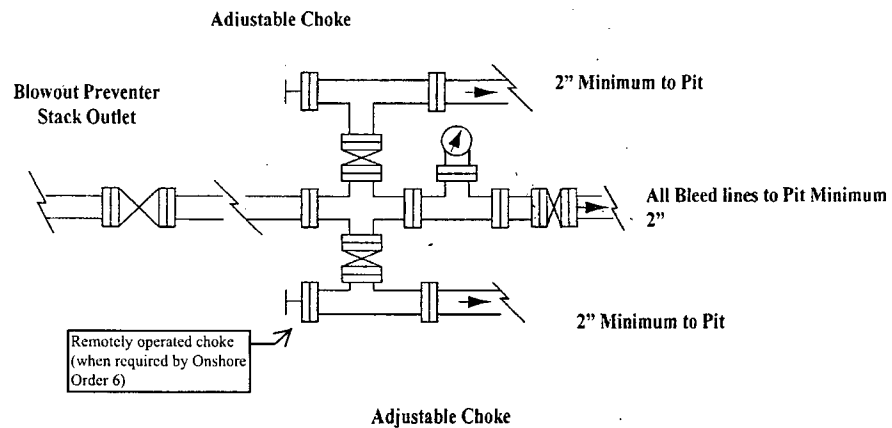 Adiustable Choke
2” Minimum to Pit
Blowout Preventer
Stack Outlet
All Bleed lines to Pit Minimum
2”
2” Minimum to Pit
Remotely operated choke
(when required by Onshore
Order 6)
Adjustable Choke